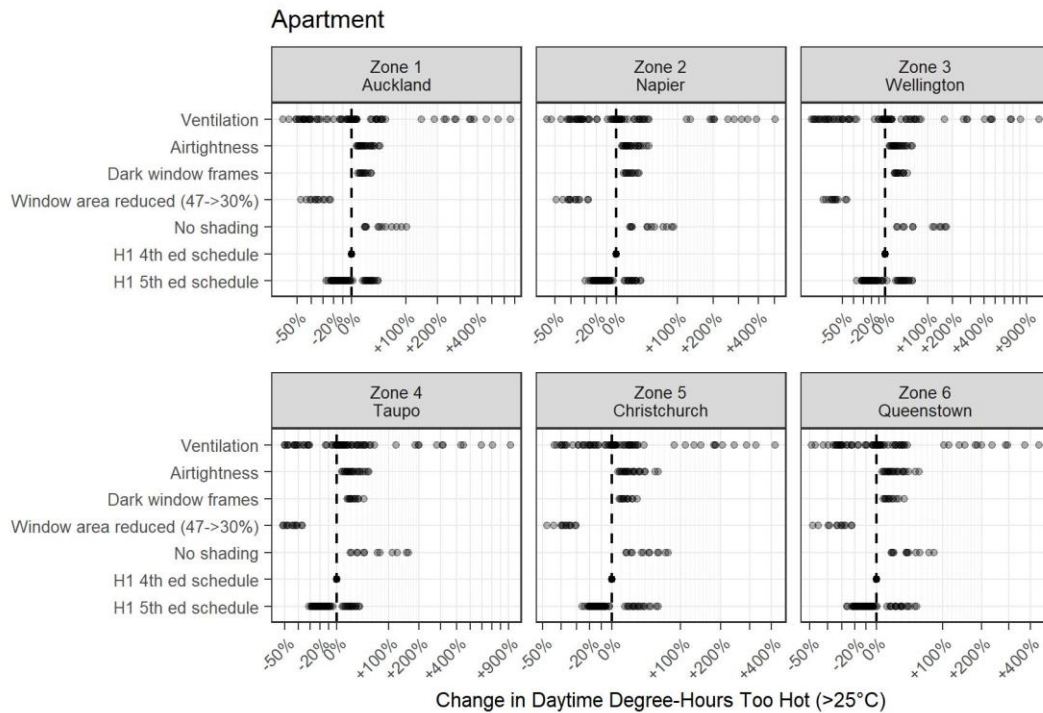 Apartment
Zone 1
Auckland
Zone 2
Napier
Zone 3
Wellington
Ventilation
Airtightness
Dark window frames
Window area reduced (47->30%)
No shading
H1 4th ed schedule
H1 5th ed schedule
-50% -20% 0% +100% +200% +400%
-50% -20% 0% +100% +200% +400%
-50% -20% 0% +100% +200% +400% +900%
Zone 4
Taupo
Zone 5
Christchurch
Zone 6
Queenstown
Ventilation
Airtightness
Dark window frames
Window area reduced (47->30%)
No shading
H1 4th ed schedule
H1 5th ed schedule
-50% -20% 0% +100% +200% +400% +900%
-50% -20% 0% +100% +200% +400%
-50% -20% 0% +100% +200% +400%
Change in Daytime Degree-Hours Too Hot (>25°C)